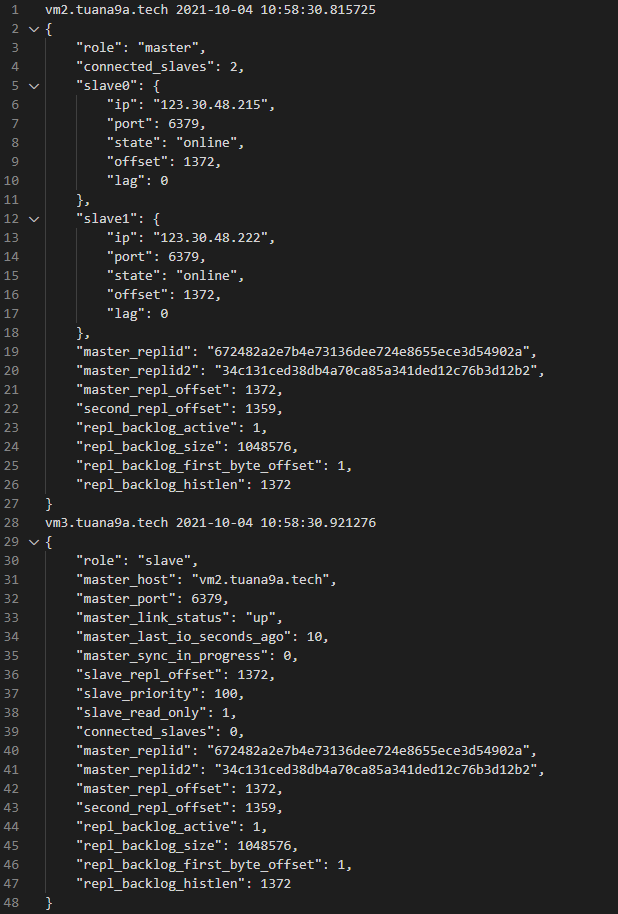 1 vm2.tuana9a.tech 2021-10-04 10:58:30.815725
2 {
3 "role": "master",
4 "connected_slaves": 2,
5 "slave0": {
6 "ip": "123.30.48.215",
7 "port": 6379,
8 "state": "online",
9 "offset": 1372,
10 "lag": 0
11 },
12 "slave1": {
13 "ip": "123.30.48.222",
14 "port": 6379,
15 "state": "online",
16 "offset": 1372,
17 "lag": 0
18 },
19 "master_replid": "672482a2e7b4e73136dee724e8655ece3d54902a",
20 "master_replid2": "34c131ced38db4a70ca85a341ded12c76b3d12b2",
21 "master_repl_offset": 1372,
22 "second_repl_offset": 1359,
23 "repl_backlog_active": 1,
24 "repl_backlog_size": 1048576,
25 "repl_backlog_first_byte_offset": 1,
26 "repl_backlog_histlen": 1372
27 }
28 vm3.tuana9a.tech 2021-10-04 10:58:30.921276
29 {
30 "role": "slave",
31 "master_host": "vm2.tuana9a.tech",
32 "master_port": 6379,
33 "master_link_status": "up",
34 "master_last_io_seconds_ago": 10,
35 "master_sync_in_progress": 0,
36 "slave_repl_offset": 1372,
37 "slave_priority": 100,
38 "slave_read_only": 1,
39 "connected_slaves": 0,
40 "master_replid": "672482a2e7b4e73136dee724e8655ece3d54902a",
41 "master_replid2": "34c131ced38db4a70ca85a341ded12c76b3d12b2",
42 "master_repl_offset": 1372,
43 "second_repl_offset": 1359,
44 "repl_backlog_active": 1,
45 "repl_backlog_size": 1048576,
46 "repl_backlog_first_byte_offset": 1,
47 "repl_backlog_histlen": 1372
48 }